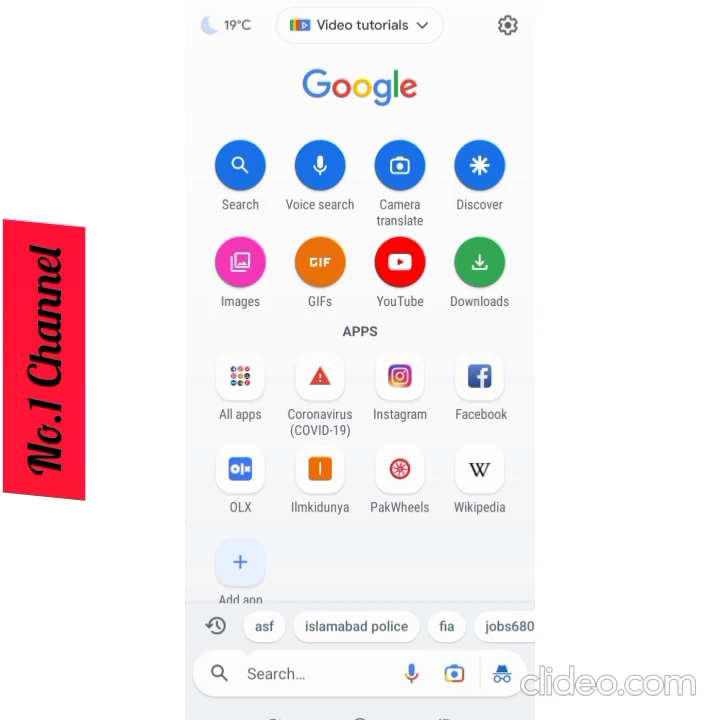 19°C
Video tutorials
Google
Search
Voice search
Camera translate
Discover
Images
GIF
GIFs
YouTube
Downloads
APPS
All apps
Coronavirus (COVID-19)
Instagram
Facebook
OLX
Ilmkidunya
PakWheels
W
Wikipedia
Add app
asf
islamabad police
fia
jobs680
Search...
No.1 Channel
clideo.com